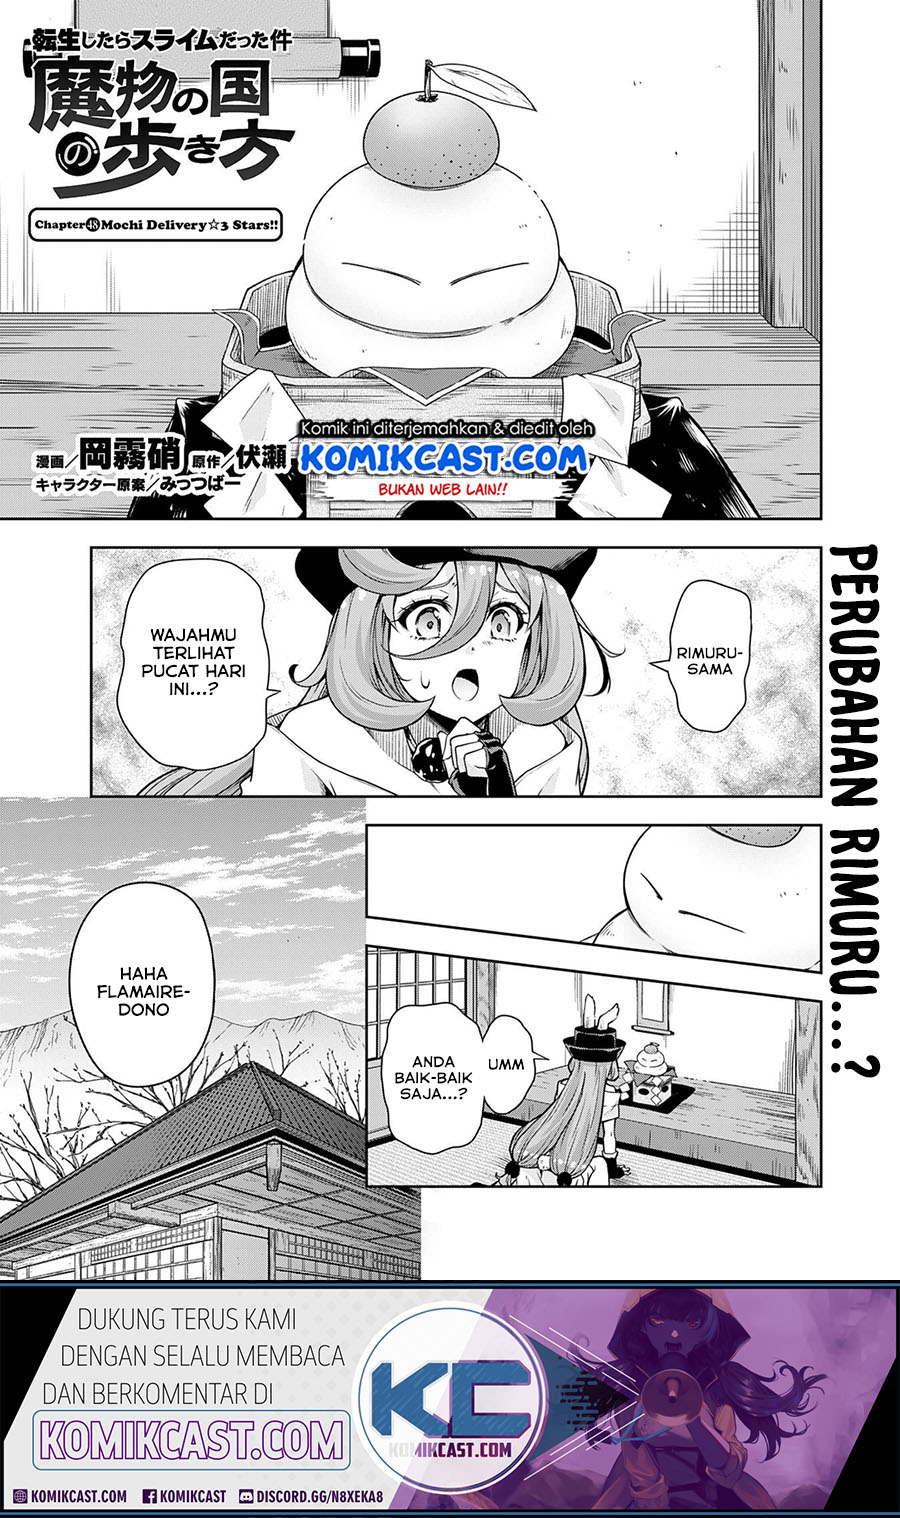 転生したらスライムだった件
魔物の国
の歩き方
Chapter㊽Mochi Delivery☆3 Stars!!
漫画／岡霧硝 原作／伏瀬
キャラクター原案／みっつばー
Komik ini diterjemahkan & diedit oleh
KOMIKCAST.COM
BUKAN WEB LAIN!!
PERUBAHAN RIMURU...?
RIMURU-
SAMA
WAJAHMU
TERLIHAT
PUCAT HARI
INI...?
UMM
ANDA
BAIK-BAIK
SAJA...?
HAHA
FLAMAIRE-
DONO
DUKUNG TERUS KAMI
DENGAN SELALU MEMBACA
DAN BERKOMENTAR DI
KOMIKCAST.COM
KC
KOMIKCAST.COM
KOMIKCAST.COM KOMIKCAST DISCORD.GG/N8XEKA8